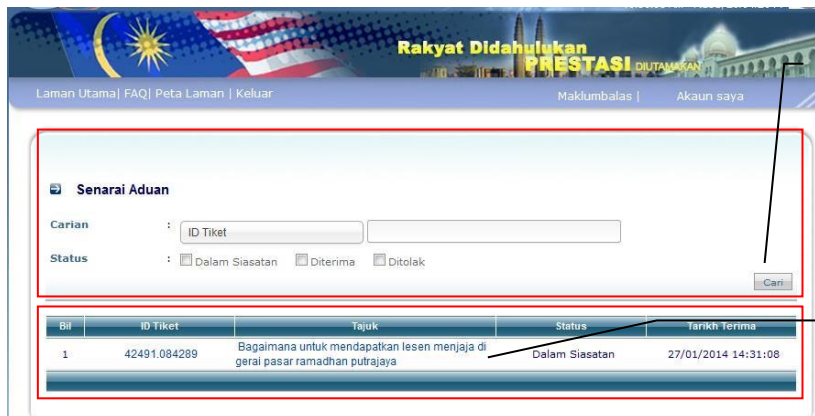 Rakyat Didahulukan
PRESTASI DIUTAMAKAN
Laman Utama| FAQ| Peta Laman | Keluar
Maklumbalas |
Akaun saya
Senarai Aduan
Carian : ID Tiket
Status : Dalam Siasatan Diterima Ditolak
Cari
Bil ID Tiket Tajuk Status Tarikh Terima
1 42491.084289 Bagaimana untuk mendapatkan lesen menjaja di Dalam Siasatan 27/01/2014 14:31:08
gerai pasar ramadhan putrajaya